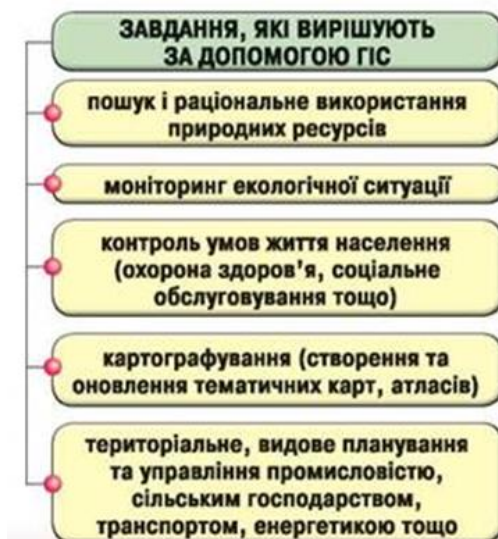 ЗАВДАННЯ, ЯКІ ВИРІШУЮТЬ
ЗА ДОПОМОГОЮ ГІС
пошук і раціональне використання
природних ресурсів
моніторинг екологічної ситуації
контроль умов життя населення
(охорона здоров'я, соціальне
обслуговування тощо)
картографування (створення та
оновлення тематичних карт, атласів)
територіальне, видове планування
та управління промисловістю,
сільським господарством,
транспортом, енергетикою тощо